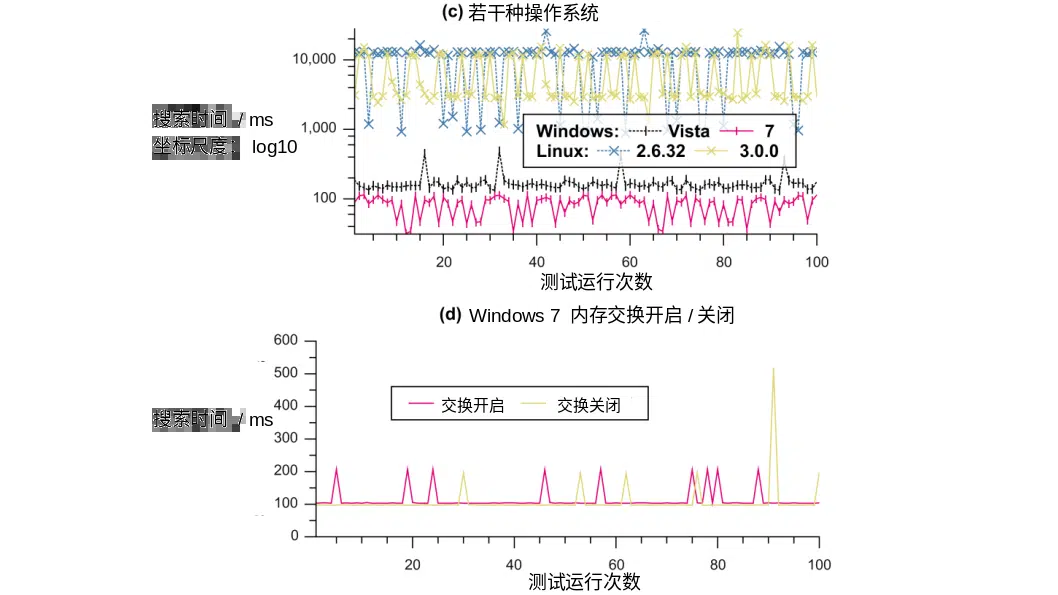 (c) 若干种操作系统
10,000
搜索时间 / ms
坐标尺度： log10
1,000
100
Windows: Vista 7
Linux: 2.6.32 3.0.0
20 40 60 80 100
测试运行次数
(d) Windows 7 内存交换开启 / 关闭
600
500
400
交换开启 交换关闭
搜索时间 / ms
300
200
100
0
20 40 60 80 100
测试运行次数